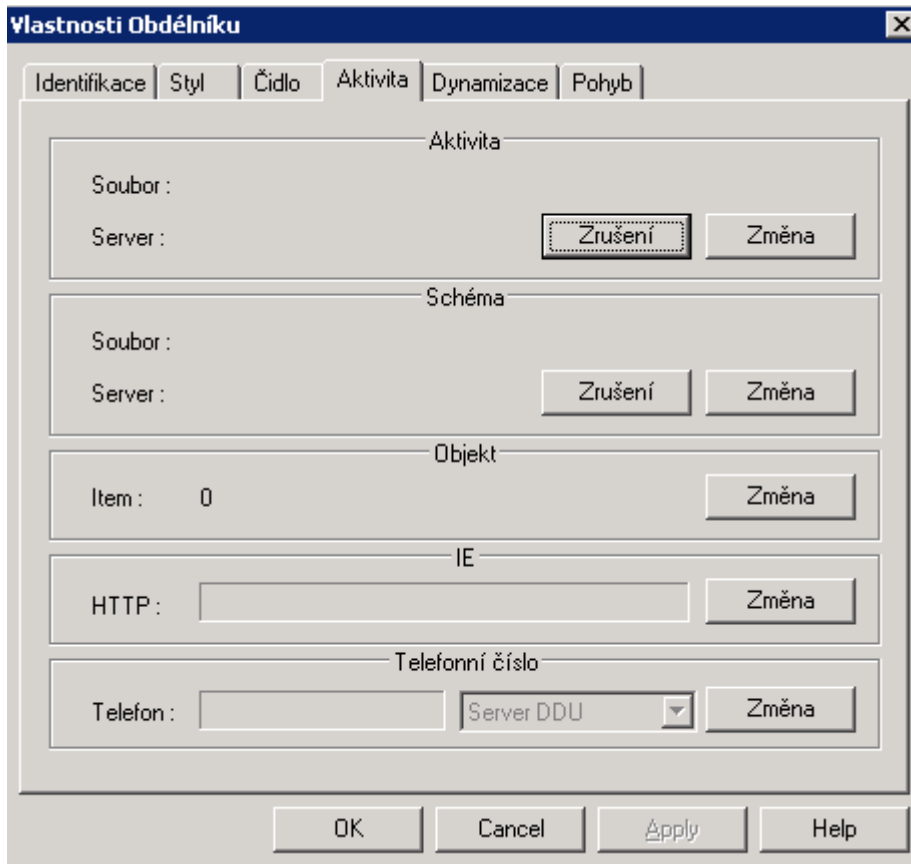 Vlastnosti Obdélníku
Identifikace Styl Čidlo Aktivita Dynamizace Pohyb
Aktivita
Soubor :
Server : Zrušení Změna
Schéma
Soubor :
Server : Zrušení Změna
Objekt
Item : 0 Změna
IE
HTTP : Změna
Telefonní číslo
Telefon : Server DDU Změna
OK Cancel Apply Help